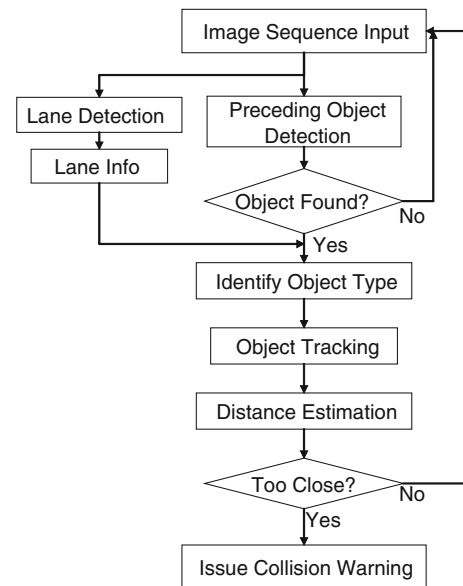 Image Sequence Input
Lane Detection
Preceding Object
Detection
Lane Info
Object Found?
No
Yes
Identify Object Type
Object Tracking
Distance Estimation
Too Close?
No
Yes
Issue Collision Warning